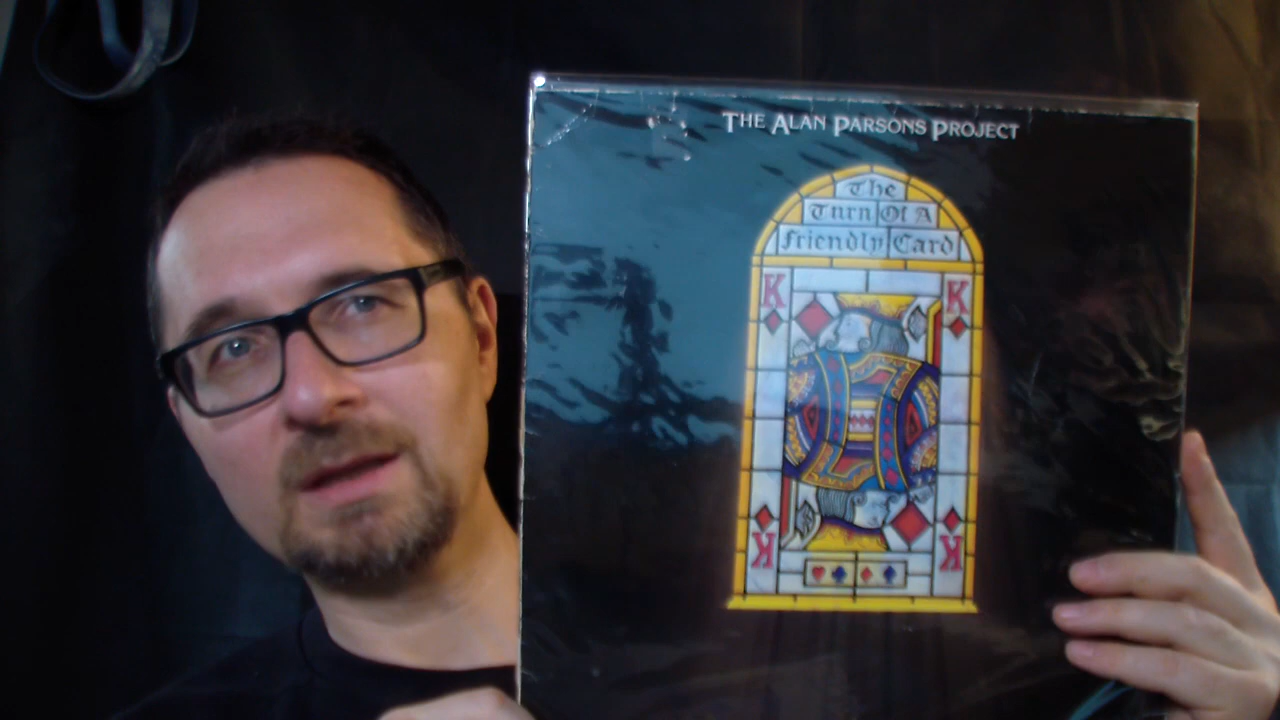 THE ALAN PARSONS PROJECT
The
Turn Of A
Friendly Card
K K
K K